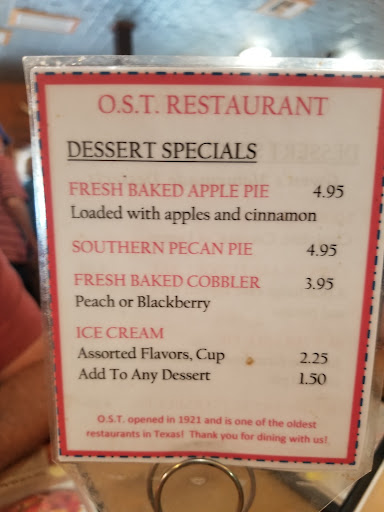 O.S.T. RESTAURANT
DESSERT SPECIALS
FRESH BAKED APPLE PIE 4.95
Loaded with apples and cinnamon
SOUTHERN PECAN PIE 4.95
FRESH BAKED COBBLER 3.95
Peach or Blackberry
ICE CREAM
Assorted Flavors, Cup 2.25
Add To Any Dessert 1.50
O.S.T. opened in 1921 and is one of the oldest
restaurants in Texas! Thank you for dining with us!